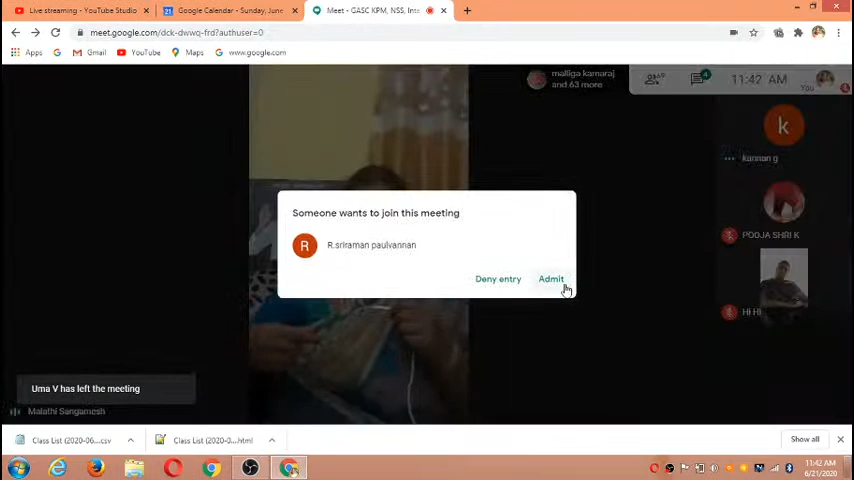 Live streaming - YouTube Studio
Google Calendar - Sunday, June
Meet - GASC KPM, NSS, Int
meet.google.com/dck-dwwq-frd?authuser=0
Apps
Gmail
YouTube
Maps
www.google.com
malliga kamaraj
and 63 more
69
4
11:42 AM
You
k
kannan g
Someone wants to join this meeting
R
R.sriraman paulvannan
Deny entry
Admit
POOJA SHRI K
HI HI
Uma V has left the meeting
Malathi Sangamesh
Class List (2020-06....csv
Class List (2020-0....html
Show all
11:42 AM
6/21/2020